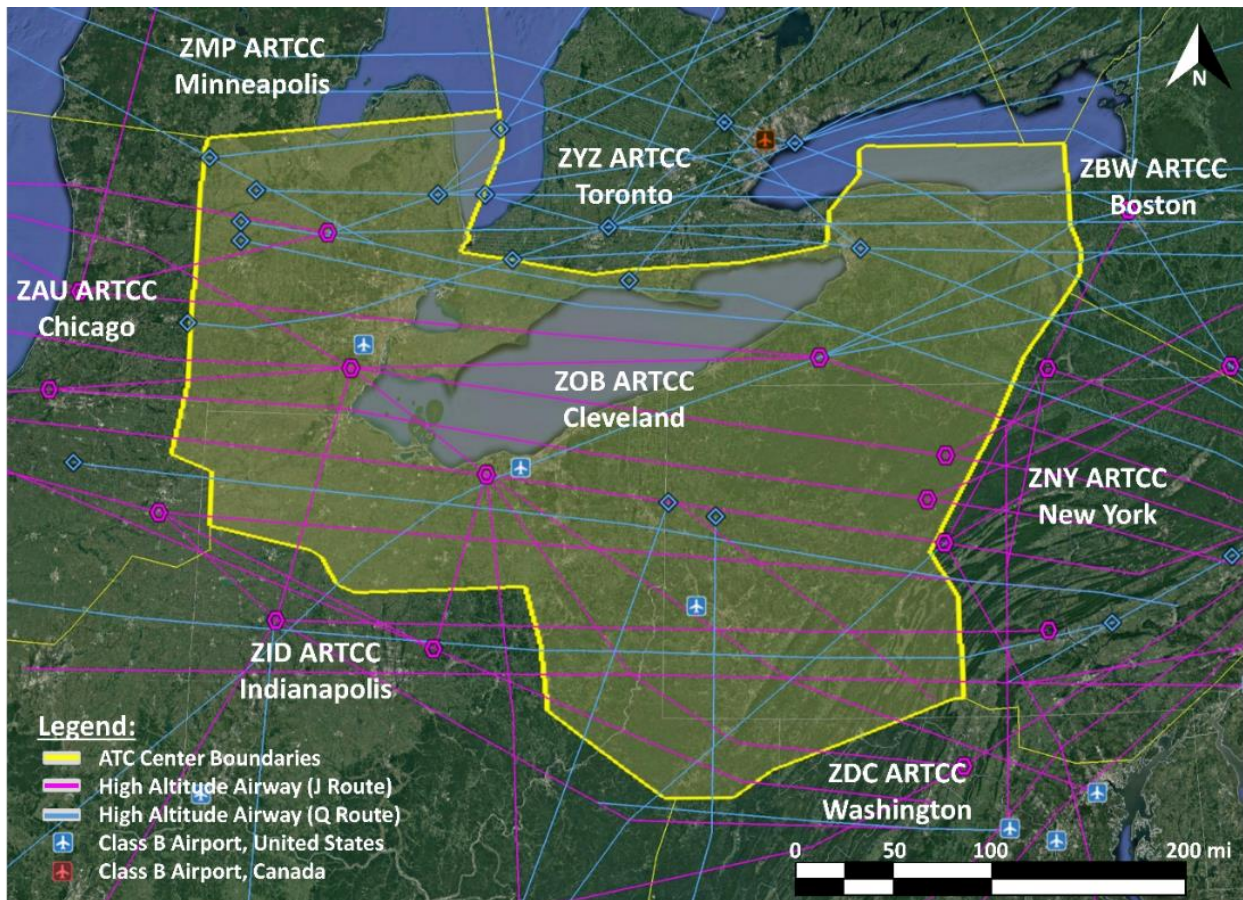 ZMP ARTCC
Minneapolis
N
ZYZ ARTCC
Toronto
ZBW ARTCC
Boston
ZAU ARTCC
Chicago
ZOB ARTCC
Cleveland
ZNY ARTCC
New York
ZID ARTCC
Indianapolis
ZDC ARTCC
Washington
Legend:
ATC Center Boundaries
High Altitude Airway (J Route)
High Altitude Airway (Q Route)
Class B Airport, United States
Class B Airport, Canada
0 50 100 200 mi